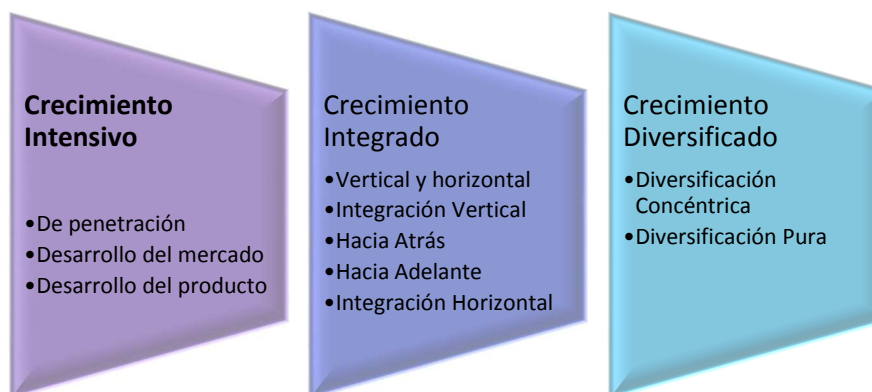 Crecimiento
Intensivo
•De penetración
•Desarrollo del mercado
•Desarrollo del producto
Crecimiento
Integrado
•Vertical y horizontal
•Integración Vertical
•Hacia Atrás
•Hacia Adelante
•Integración Horizontal
Crecimiento
Diversificado
•Diversificación
Concéntrica
•Diversificación Pura